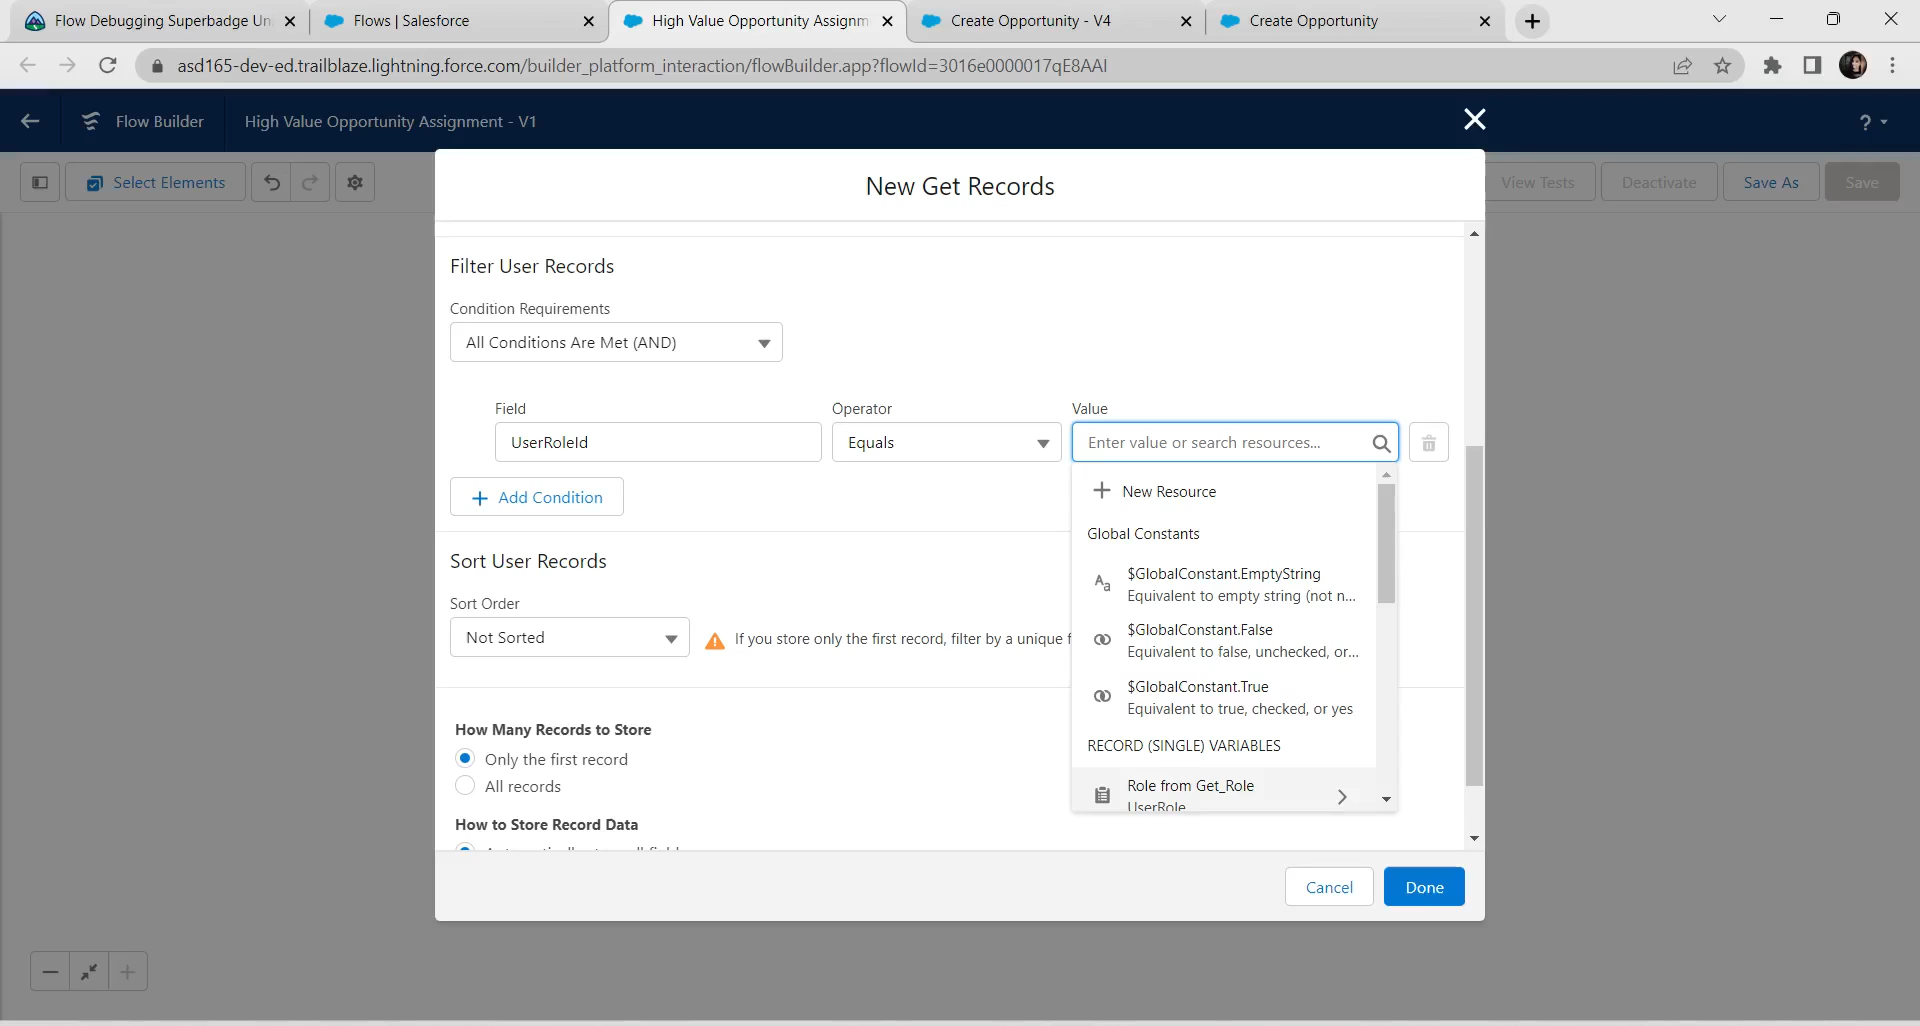 Flow Debugging Superbadge Un
Flows | Salesforce
High Value Opportunity Assignm
Create Opportunity - V4
Create Opportunity
asd165-dev-ed.trailblaze.lightning.force.com/builder_platform_interaction/flowBuilder.app?flowId=3016e0000017qE8AAI
Flow Builder
High Value Opportunity Assignment - V1
?
Select Elements
View Tests
Deactivate
Save As
Save
New Get Records
Filter User Records
Condition Requirements
All Conditions Are Met (AND)
Field
Operator
Value
UserRoleId
Equals
Enter value or search resources...
+ Add Condition
+ New Resource
Global Constants
Aa
$GlobalConstant.EmptyString
Equivalent to empty string (not n...
$GlobalConstant.False
Equivalent to false, unchecked, or...
$GlobalConstant.True
Equivalent to true, checked, or yes
RECORD (SINGLE) VARIABLES
Role from Get_Role
UserRole
Sort User Records
Sort Order
Not Sorted
If you store only the first record, filter by a unique f
How Many Records to Store
Only the first record
All records
How to Store Record Data
Cancel
Done